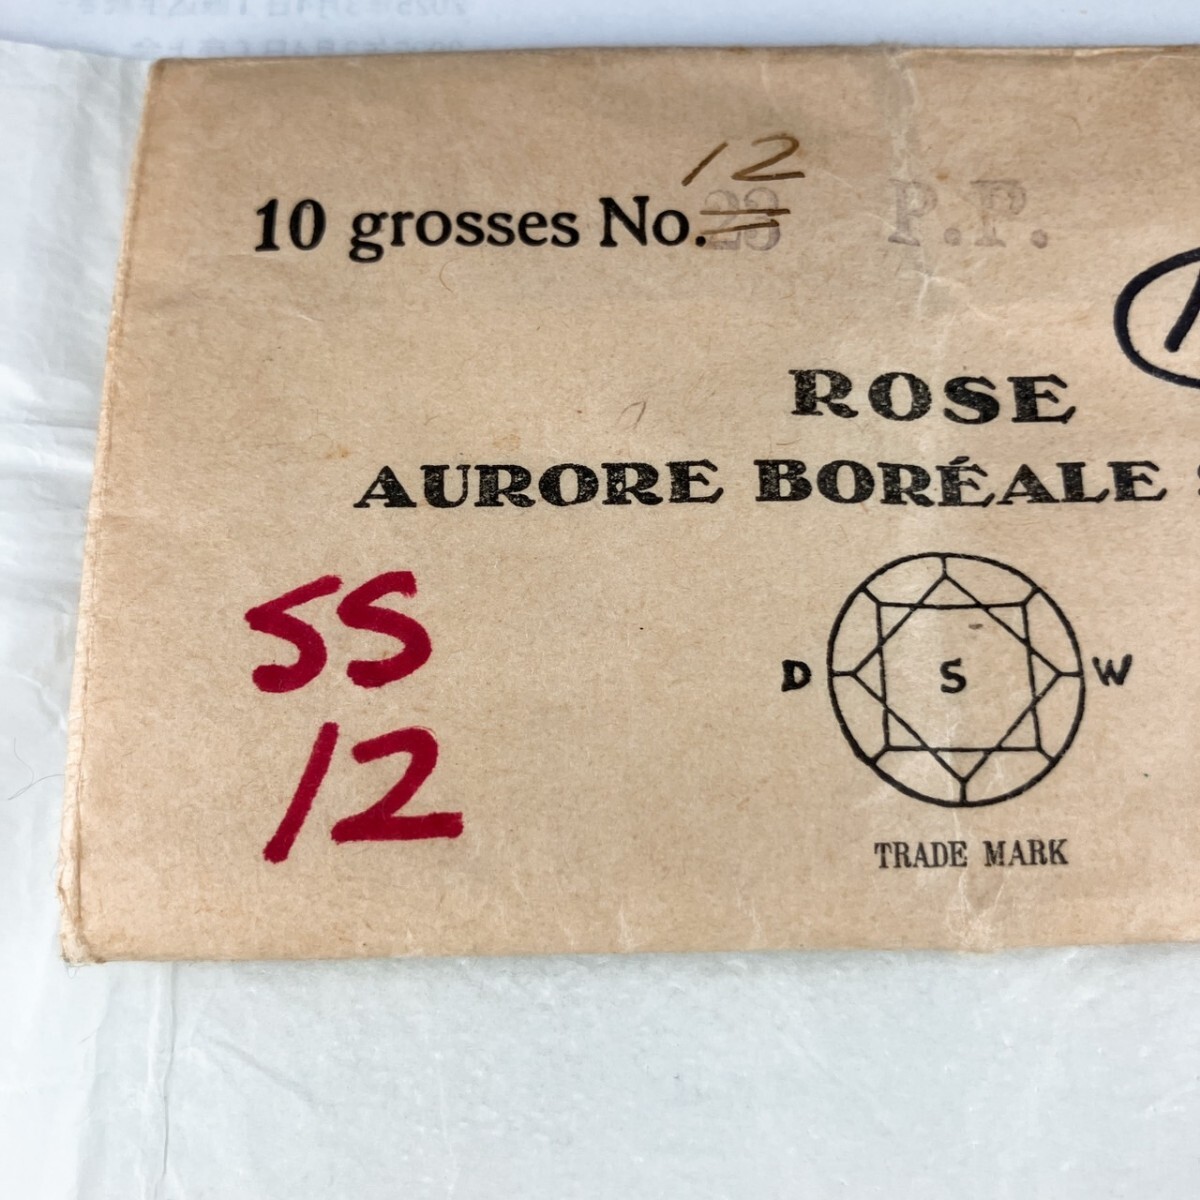 12
10 grosses No. 23 P.P.
ROSE
AURORE BORÉALE
SS
12
D S W
TRADE MARK